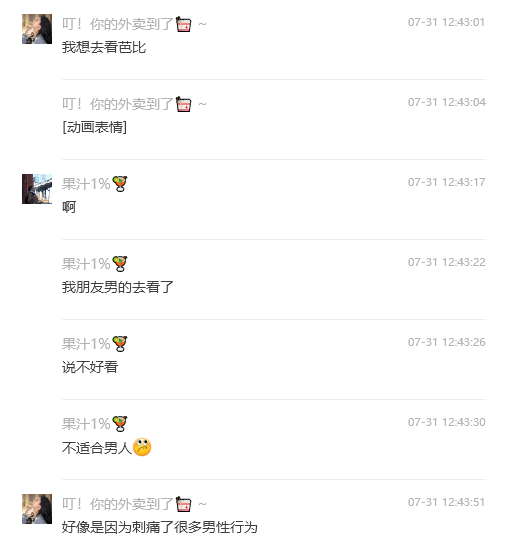 叮！你的外卖到了 ~ 07-31 12:43:01
我想去看芭比
叮！你的外卖到了 ~ 07-31 12:43:04
[动画表情]
果汁1% 07-31 12:43:17
啊
果汁1% 07-31 12:43:22
我朋友男的去看了
果汁1% 07-31 12:43:26
说不好看
果汁1% 07-31 12:43:30
不适合男人
叮！你的外卖到了 ~ 07-31 12:43:51
好像是因为刺痛了很多男性行为